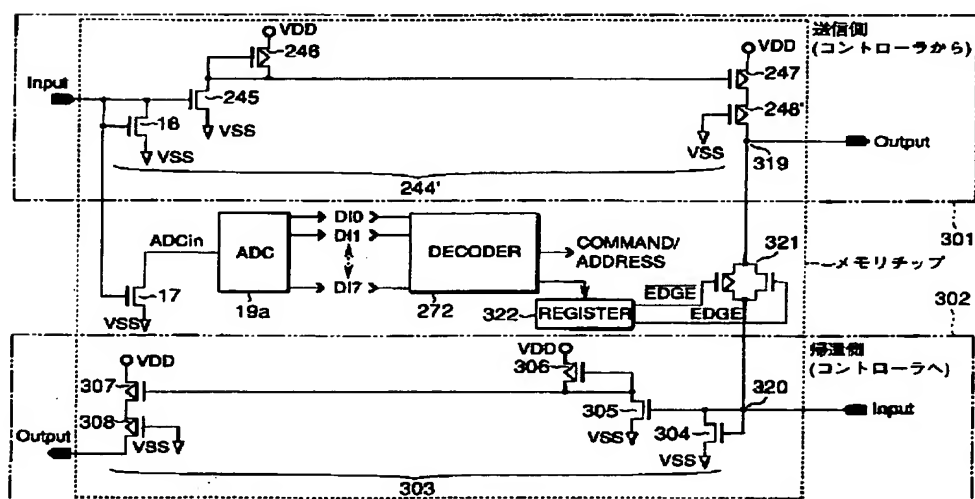 送信側
(コントローラから)
VDD
246
VDD
Input
245
247
248'
16
VSS
VSS
VSS
Output
319
244'
301
メモリチップ
ADCin
ADC
DI0
DI1
DI7
DECODER
COMMAND/
ADDRESS
321
17
VSS
19a
272
322
REGISTER
EDGE
EDGE
302
帰還側
(コントローラへ)
VDD
VDD
306
307
308
305
320
Input
304
Output
VSS
VSS
VSS
303